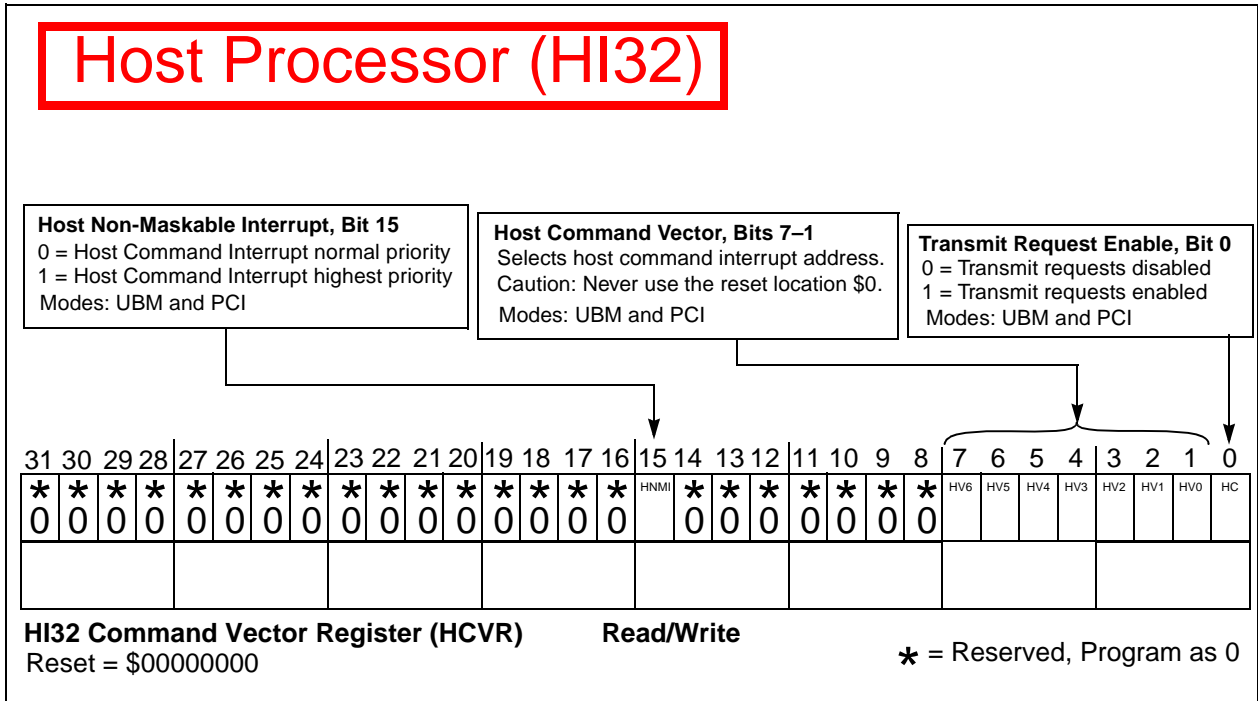 Host Processor (HI32)
Host Non-Maskable Interrupt, Bit 15
0 = Host Command Interrupt normal priority
1 = Host Command Interrupt highest priority
Modes: UBM and PCI
Host Command Vector, Bits 7–1
Selects host command interrupt address.
Caution: Never use the reset location $0.
Modes: UBM and PCI
Transmit Request Enable, Bit 0
0 = Transmit requests disabled
1 = Transmit requests enabled
Modes: UBM and PCI
31 30 29 28 27 26 25 24 23 22 21 20 19 18 17 16 15 14 13 12 11 10 9 8 7 6 5 4 3 2 1 0
* * * * * * * * * * * * * * * * HNMI * * * * * * * HV6 HV5 HV4 HV3 HV2 HV1 HV0 HC
0 0 0 0 0 0 0 0 0 0 0 0 0 0 0 0 0 0 0 0 0 0 0
HI32 Command Vector Register (HCVR) Read/Write
Reset = $00000000
* = Reserved, Program as 0